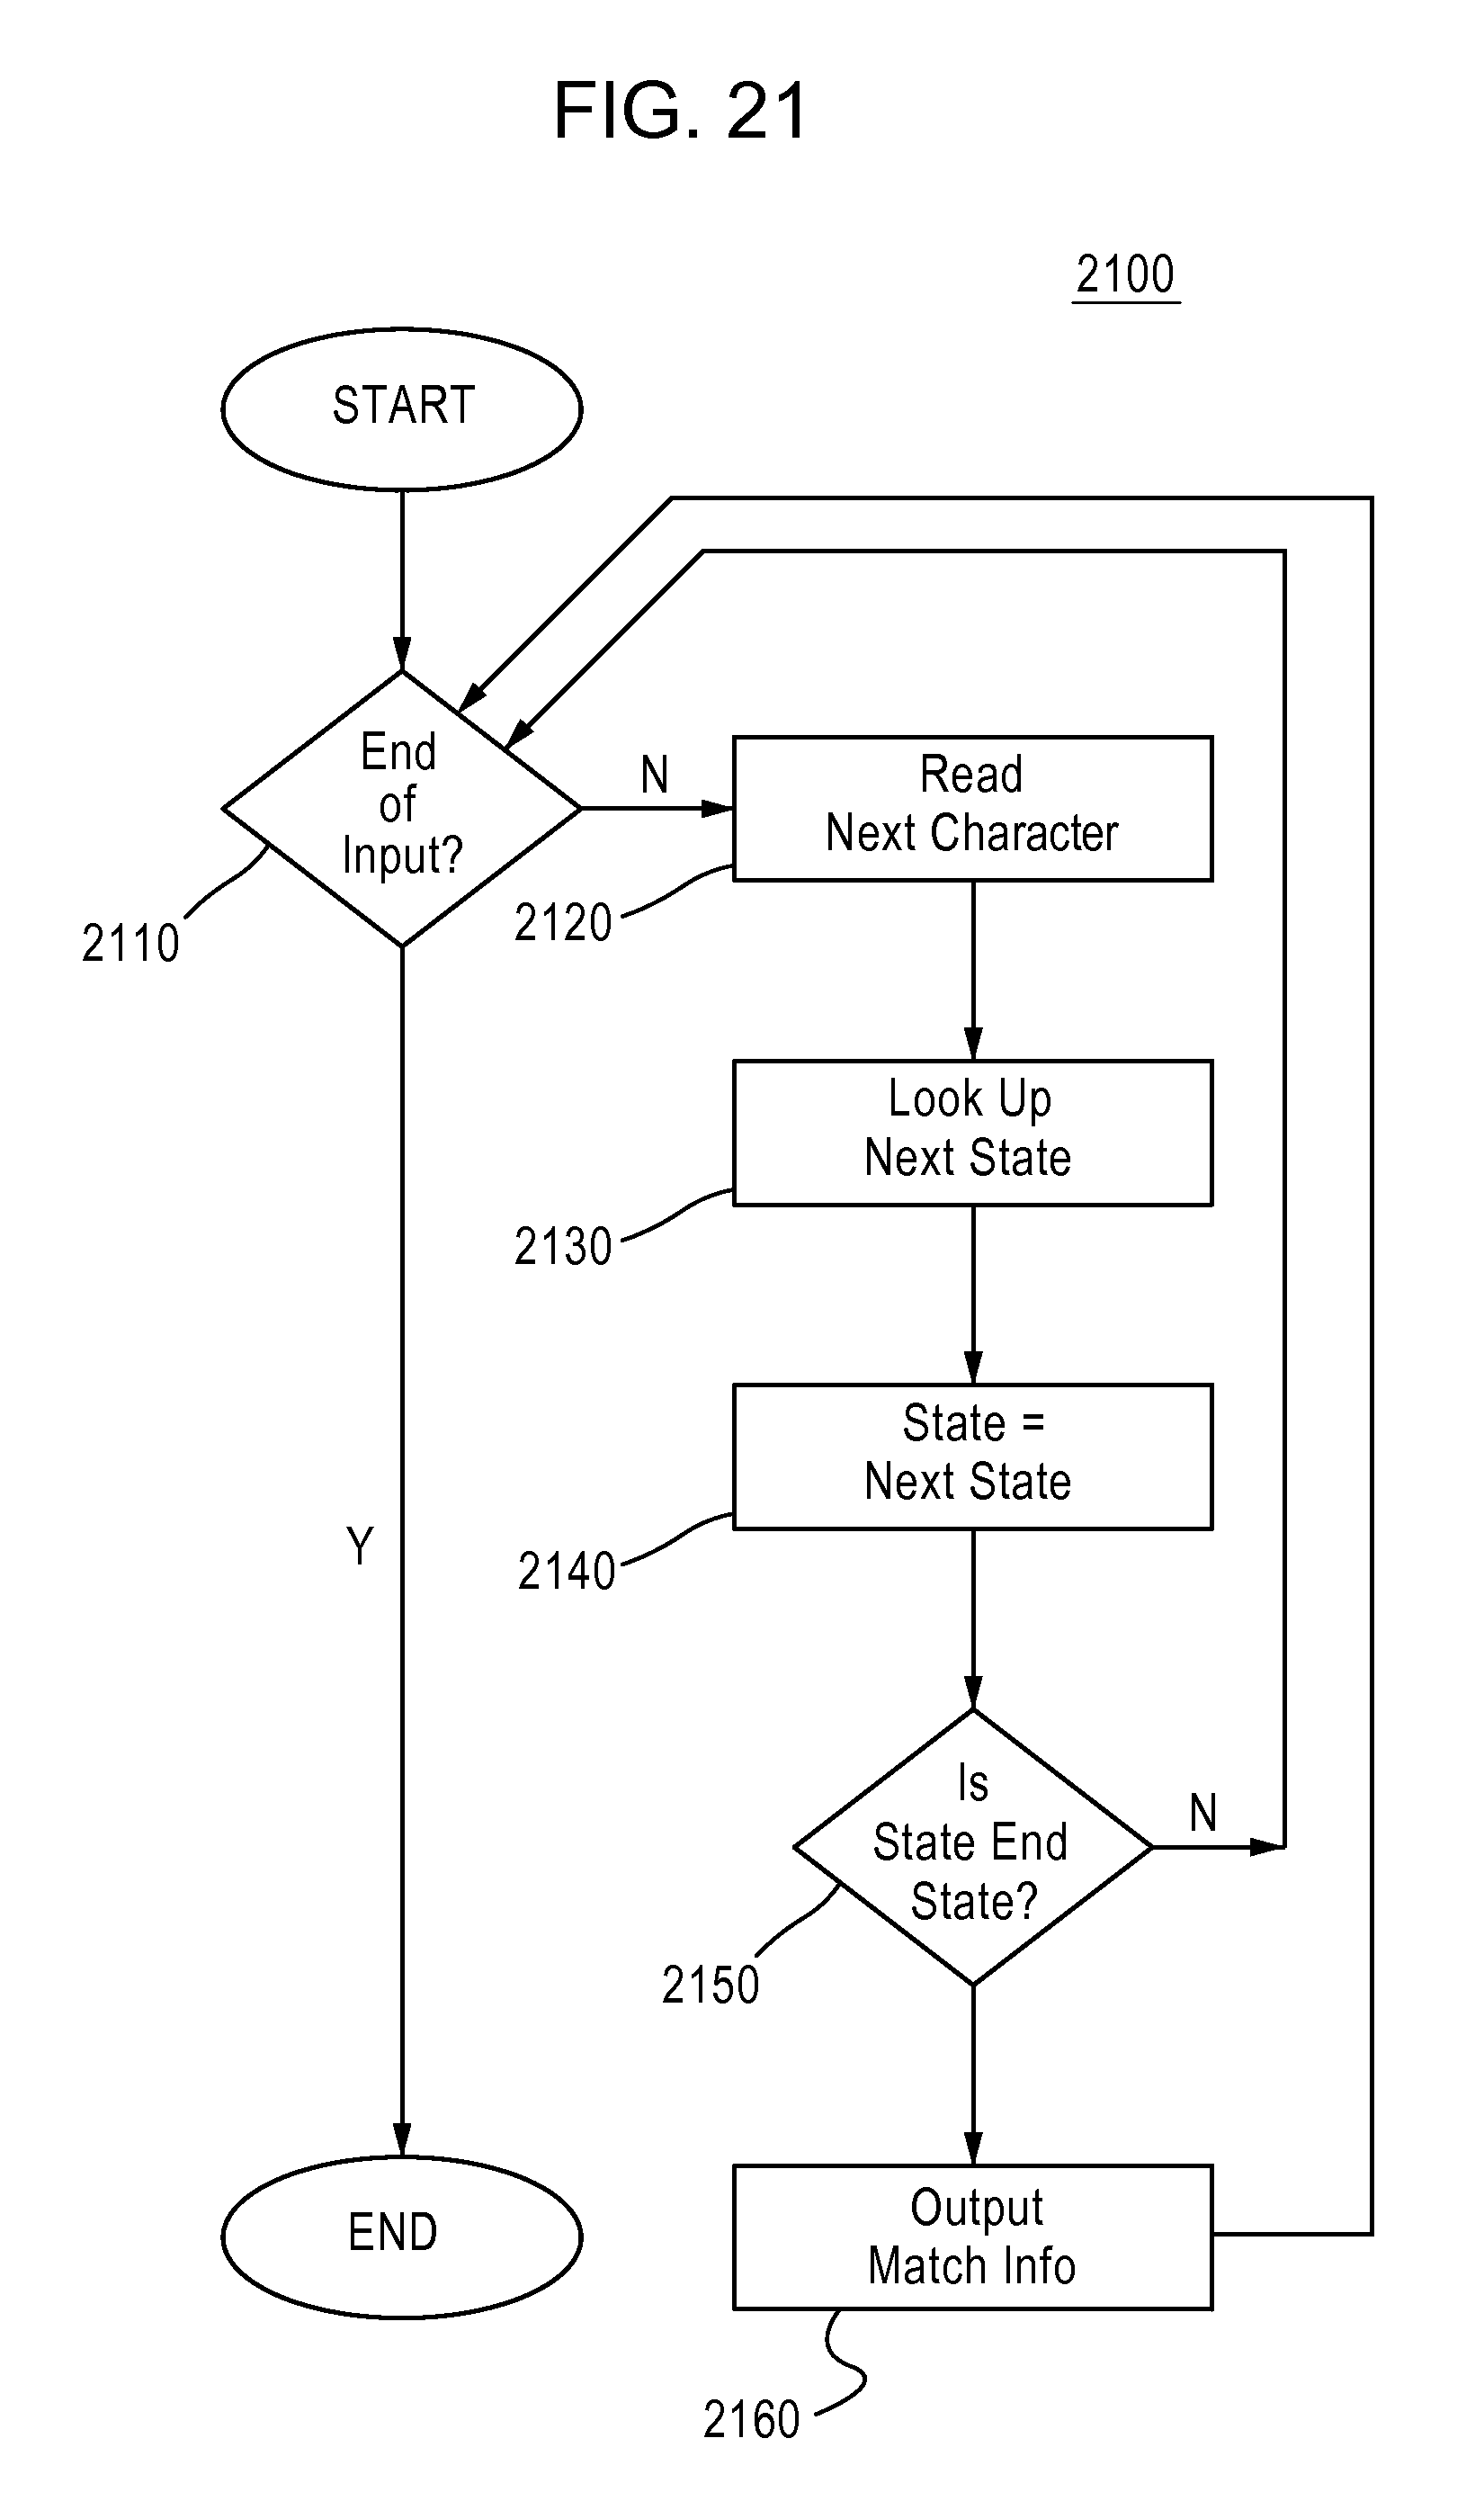 FIG. 21
2100
START
End
of
Input?
2110
N
Read
Next Character
2120
Look Up
Next State
2130
State =
Next State
2140
Y
Is
State End
State?
N
2150
END
Output
Match Info
2160